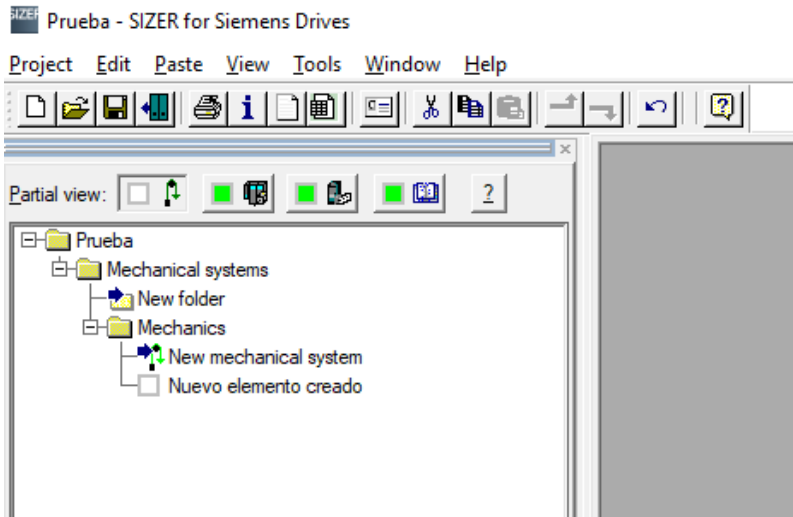 SIZER Prueba - SIZER for Siemens Drives
Project Edit Paste View Tools Window Help
Partial view: ?
Prueba
Mechanical systems
New folder
Mechanics
New mechanical system
Nuevo elemento creado